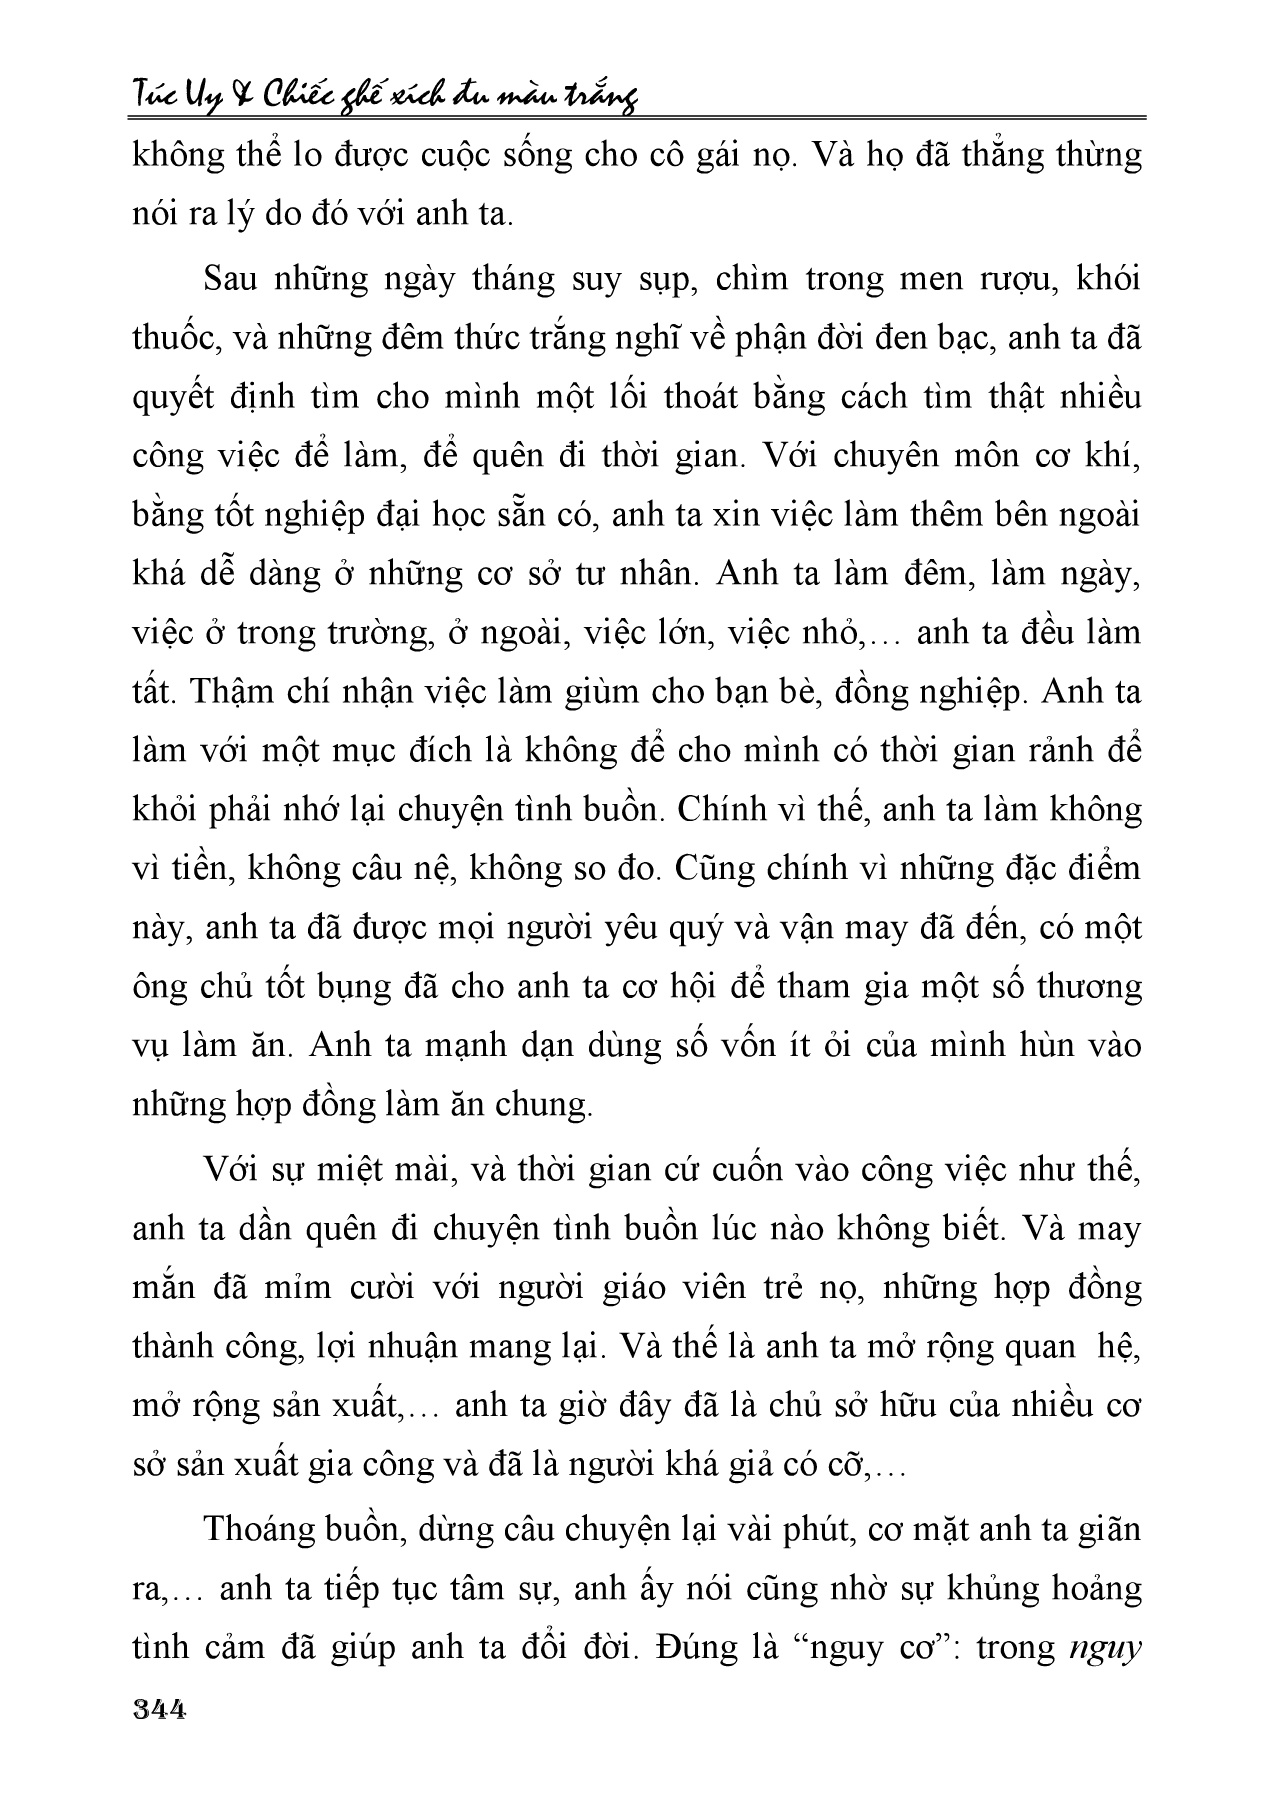 Túc Uy & Chiếc ghế xích đu màu trắng
không thể lo được cuộc sống cho cô gái nọ. Và họ đã thẳng thừng
nói ra lý do đó với anh ta.
Sau những ngày tháng suy sụp, chìm trong men rượu, khói
thuốc, và những đêm thức trắng nghĩ về phận đời đen bạc, anh ta đã
quyết định tìm cho mình một lối thoát bằng cách tìm thật nhiều
công việc để làm, để quên đi thời gian. Với chuyên môn cơ khí,
bằng tốt nghiệp đại học sẵn có, anh ta xin việc làm thêm bên ngoài
khá dễ dàng ở những cơ sở tư nhân. Anh ta làm đêm, làm ngày,
việc ở trong trường, ở ngoài, việc lớn, việc nhỏ,… anh ta đều làm
tất. Thậm chí nhận việc làm giùm cho bạn bè, đồng nghiệp. Anh ta
làm với một mục đích là không để cho mình có thời gian rảnh để
khỏi phải nhớ lại chuyện tình buồn. Chính vì thế, anh ta làm không
vì tiền, không câu nệ, không so đo. Cũng chính vì những đặc điểm
này, anh ta đã được mọi người yêu quý và vận may đã đến, có một
ông chủ tốt bụng đã cho anh ta cơ hội để tham gia một số thương
vụ làm ăn. Anh ta mạnh dạn dùng số vốn ít ỏi của mình hùn vào
những hợp đồng làm ăn chung.
Với sự miệt mài, và thời gian cứ cuốn vào công việc như thế,
anh ta dần quên đi chuyện tình buồn lúc nào không biết. Và may
mắn đã mỉm cười với người giáo viên trẻ nọ, những hợp đồng
thành công, lợi nhuận mang lại. Và thế là anh ta mở rộng quan  hệ,
mở rộng sản xuất,… anh ta giờ đây đã là chủ sở hữu của nhiều cơ
sở sản xuất gia công và đã là người khá giả có cỡ,…
Thoáng buồn, dừng câu chuyện lại vài phút, cơ mặt anh ta giãn
ra,… anh ta tiếp tục tâm sự, anh ấy nói cũng nhờ sự khủng hoảng
tình cảm đã giúp anh ta đổi đời. Đúng là “nguy cơ”: trong nguy
344